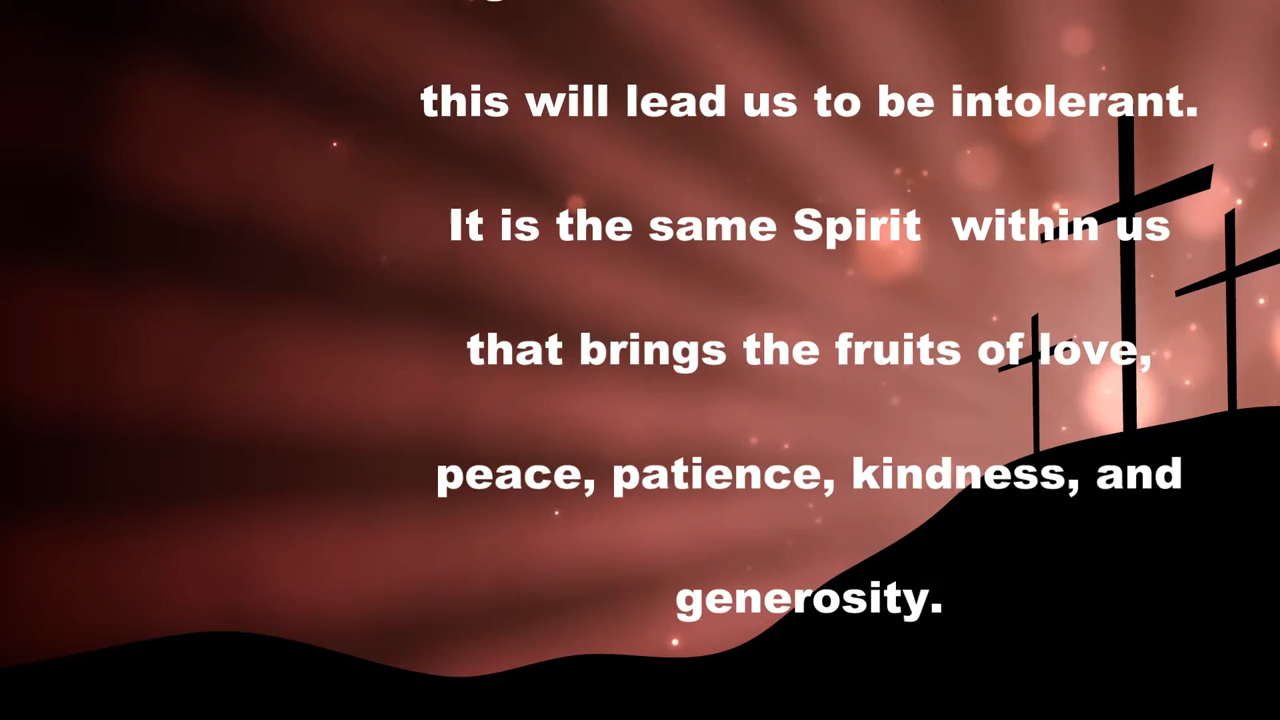 this will lead us to be intolerant.
It is the same Spirit  within us
that brings the fruits of love,
peace, patience, kindness, and
generosity.